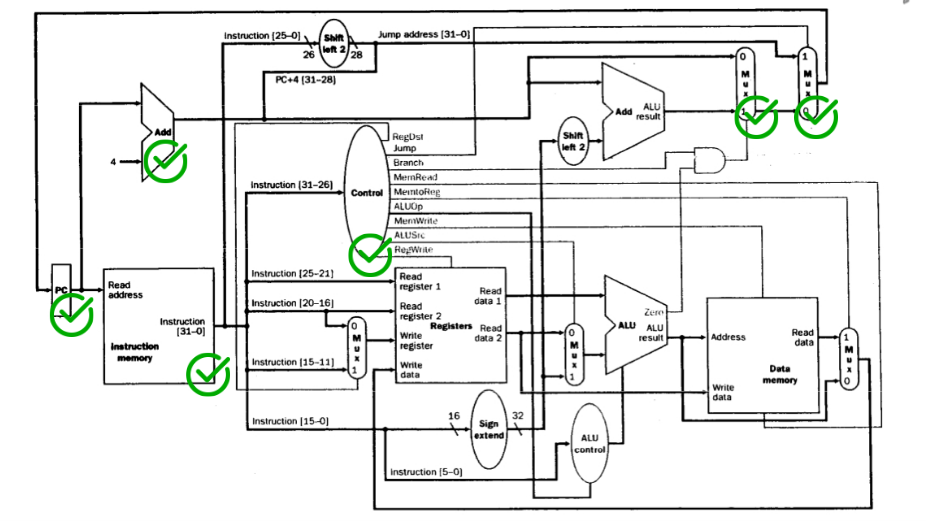 Instruction [25–0]
26
Shift
left 2
28
Jump address [31–0]
PC+4 [31–28]
Add
4
0
M
u
x
1
1
M
u
x
0
Add
ALU
result
Shift
left 2
RegDst
Jump
Branch
MemRead
MemtoReg
ALUOp
MemWrite
ALUSrc
RegWrite
Instruction [31–26]
Control
PC
Read
address
Instruction
[31–0]
Instruction
memory
Instruction [25–21]
Instruction [20–16]
Instruction [15–11]
0
M
u
x
1
Read
register 1
Read
register 2
Registers
Write
register
Write
data
Read
data 1
Read
data 2
0
M
u
x
1
Zero
ALU
ALU
result
Address
Read
data
Data
memory
Write
data
1
M
u
x
0
Instruction [15–0]
16
Sign
extend
32
ALU
control
Instruction [5–0]